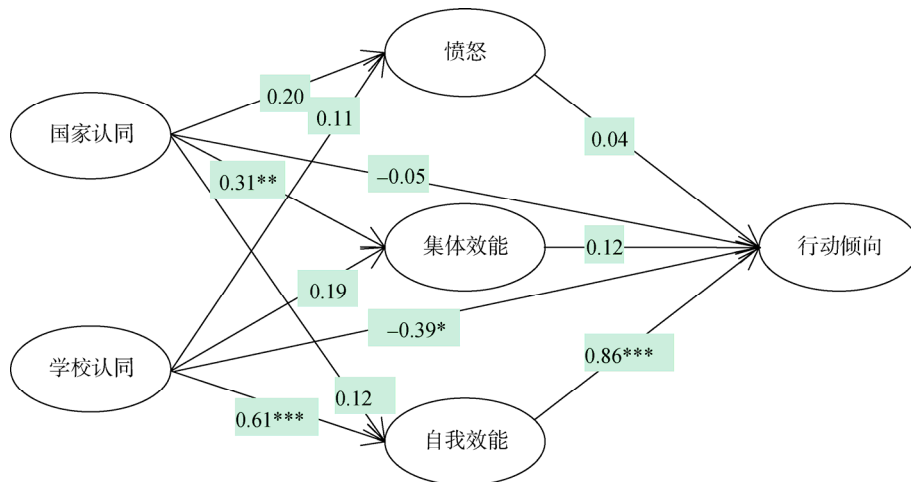 愤怒
0.20
0.11
国家认同
0.04
0.31**
−0.05
集体效能
0.12
行动倾向
0.19
−0.39*
学校认同
0.86***
0.12
0.61***
自我效能